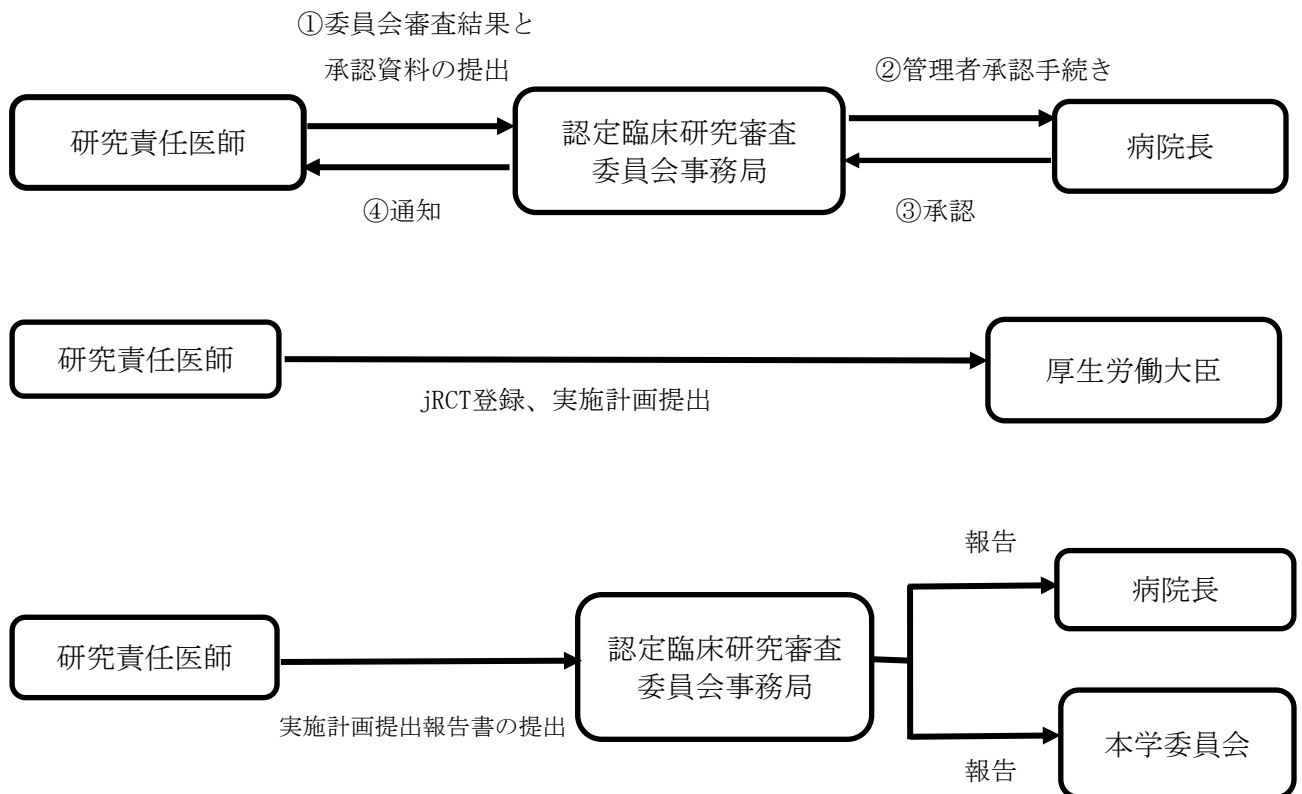 ①委員会審査結果と
承認資料の提出
②管理者承認手続き
研究責任医師
認定臨床研究審査
委員会事務局
病院長
④通知
③承認
研究責任医師
厚生労働大臣
jRCT登録、実施計画提出
報告
病院長
研究責任医師
認定臨床研究審査
委員会事務局
実施計画提出報告書の提出
本学委員会
報告